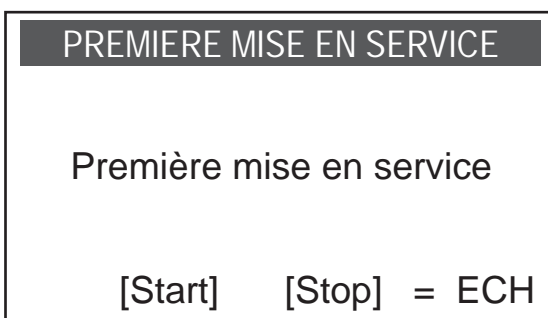 PREMIERE MISE EN SERVICE
Première mise en service
[Start] [Stop] = ECH